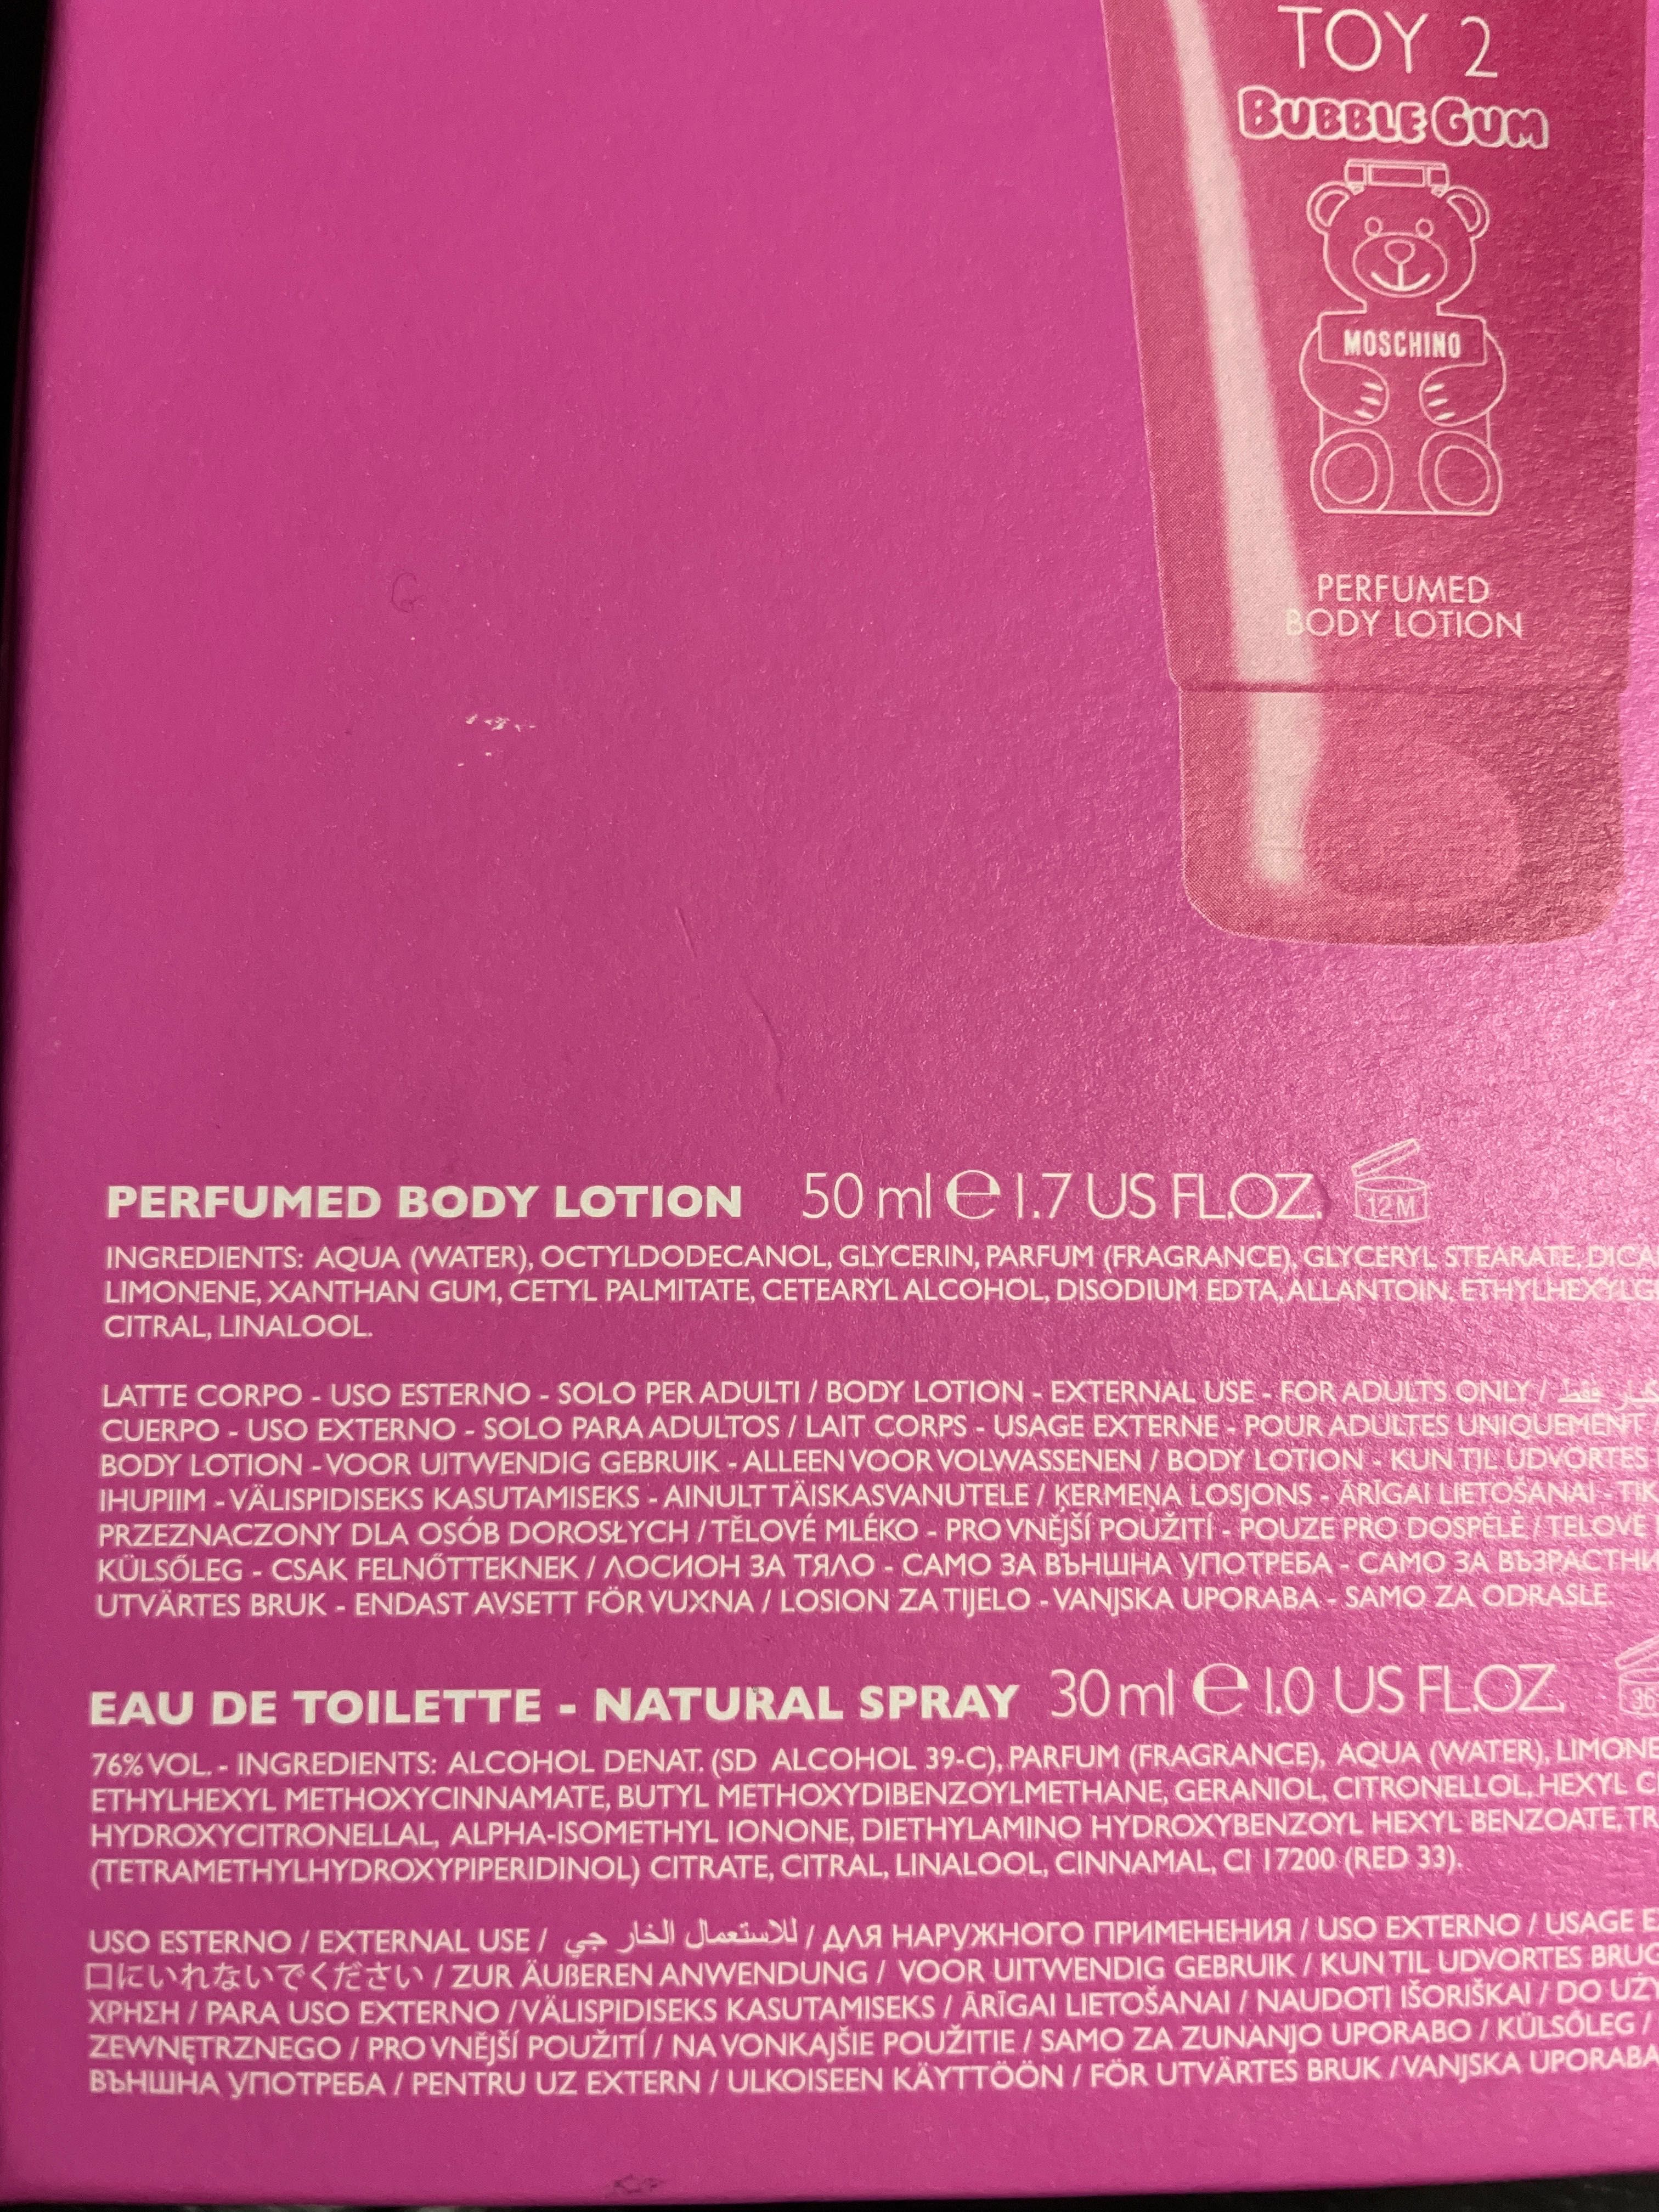 TOY 2
BUBBLE GUM
MOSCHINO
PERFUMED
BODY LOTION
PERFUMED BODY LOTION 50 ml ℮ 1.7 US FL.OZ. 12M
INGREDIENTS: AQUA (WATER), OCTYLDODECANOL, GLYCERIN, PARFUM (FRAGRANCE), GLYCERYL STEARATE,
LIMONENE, XANTHAN GUM, CETYL PALMITATE, CETEARYL ALCOHOL, DISODIUM EDTA, ALLANTOIN,
CITRAL, LINALOOL.
LATTE CORPO - USO ESTERNO - SOLO PER ADULTI / BODY LOTION - EXTERNAL USE - FOR ADULTS ONLY /
CUERPO - USO EXTERNO - SOLO PARA ADULTOS / LAIT CORPS - USAGE EXTERNE - POUR ADULTES UNIQUEMENT
BODY LOTION - VOOR UITWENDIG GEBRUIK - ALLEEN VOOR VOLWASSENEN / BODY LOTION - KUN TIL UDVORTES
IHUPIIM - VÄLISPIDISEKS KASUTAMISEKS - AINULT TÄISKASVANUTELE / ĶERMEŅA LOSJONS - ĀRĪGAI LIETOŠANAI -
PRZEZNACZONY DLA OSÓB DOROSŁYCH / TĚLOVÉ MLÉKO - PRO VNĚJŠÍ POUŽITÍ - POUZE PRO DOSPĚLÉ / TELOVÉ
KÜLSŐLEG - CSAK FELNŐTTEKNEK / ЛОСИОН ЗА ТЯЛО - САМО ЗА ВЪНШНА УПОТРЕБА - САМО ЗА
UTVÄRTES BRUK - ENDAST AVSETT FÖR VUXNA / LOSION ZA TIJELO - VANJSKA UPORABA - SAMO ZA ODRASLE
EAU DE TOILETTE - NATURAL SPRAY 30 ml ℮ 1.0 US FL.OZ. 36
76% VOL. - INGREDIENTS: ALCOHOL DENAT. (SD ALCOHOL 39-C), PARFUM (FRAGRANCE), AQUA (WATER),
ETHYLHEXYL METHOXYCINNAMATE, BUTYL METHOXYDIBENZOYLMETHANE, GERANIOL, CITRONELLOL, HEXYL
HYDROXYCITRONELLAL, ALPHA-ISOMETHYL IONONE, DIETHYLAMINO HYDROXYBENZOYL HEXYL BENZOATE,
(TETRAMETHYLHYDROXYPIPERIDINOL) CITRATE, CITRAL, LINALOOL, CINNAMAL, CI 17200 (RED 33).
USO ESTERNO / EXTERNAL USE / للاستعمال الخارجي / ДЛЯ НАРУЖНОГО ПРИМЕНЕНИЯ / USO EXTERNO / USAGE
口にいれないでください / ZUR ÄUßEREN ANWENDUNG / VOOR UITWENDIG GEBRUIK / KUN TIL UDVORTES
ΧΡΗΣΗ / PARA USO EXTERNO / VÄLISPIDISEKS KASUTAMISEKS / ĀRĪGAI LIETOŠANAI / NAUDOTI IŠORIŠKAI / DO
ZEWNĘTRZNEGO / PRO VNĚJŠÍ POUŽITÍ / NA VONKAJŠIE POUŽITIE / SAMO ZA ZUNANJO UPORABO / KÜLSŐLEG /
ВЪНШНА УПОТРЕБА / PENTRU UZ EXTERN / ULKOISEEN KÄYTTÖÖN / FÖR UTVÄRTES BRUK / VANJSKA UPORABA